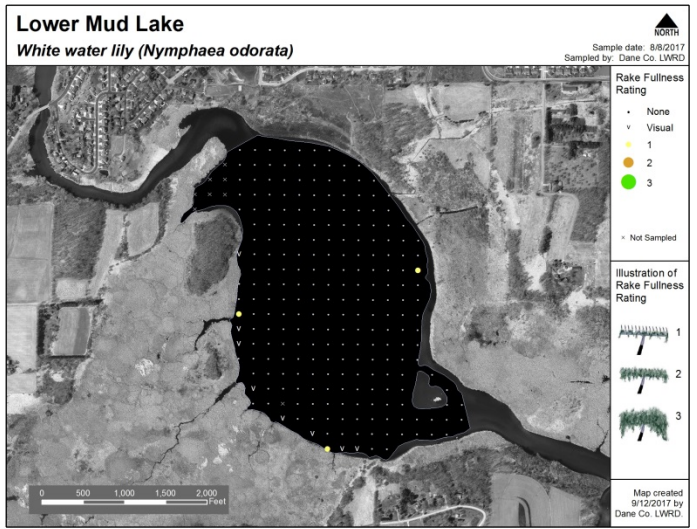 Lower Mud Lake
White water lily (Nymphaea odorata)
NORTH
Sample date: 8/8/2017
Sampled by: Dane Co. LWRD
Rake Fullness
Rating
None
v Visual
1
2
3
× Not Sampled
Illustration of
Rake Fullness
Rating
1
2
3
0 500 1,000 1,500 2,000
Feet
Map created
9/12/2017 by
Dane Co. LWRD.